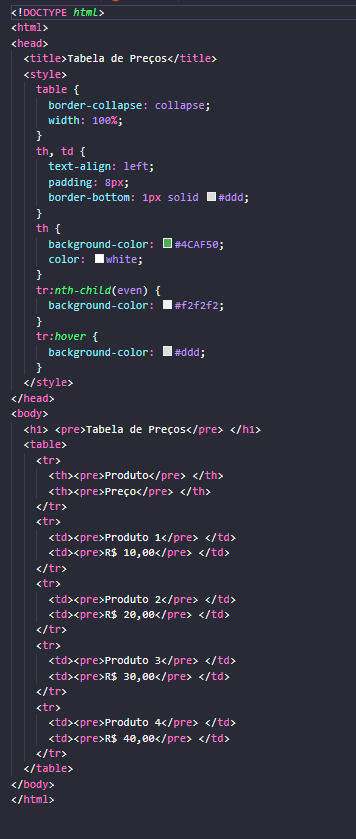 <!DOCTYPE html>
<html>
<head>
  <title>Tabela de Preços</title>
  <style>
    table {
      border-collapse: collapse;
      width: 100%;
    }
    th, td {
      text-align: left;
      padding: 8px;
      border-bottom: 1px solid #ddd;
    }
    th {
      background-color: #4CAF50;
      color: white;
    }
    tr:nth-child(even) {
      background-color: #f2f2f2;
    }
    tr:hover {
      background-color: #ddd;
    }
  </style>
</head>
<body>
  <h1> <pre>Tabela de Preços</pre> </h1>
  <table>
    <tr>
      <th><pre>Produto</pre> </th>
      <th><pre>Preço</pre> </th>
    </tr>
    <tr>
      <td><pre>Produto 1</pre> </td>
      <td><pre>R$ 10,00</pre> </td>
    </tr>
    <tr>
      <td><pre>Produto 2</pre> </td>
      <td><pre>R$ 20,00</pre> </td>
    </tr>
    <tr>
      <td><pre>Produto 3</pre> </td>
      <td><pre>R$ 30,00</pre> </td>
    </tr>
    <tr>
      <td><pre>Produto 4</pre> </td>
      <td><pre>R$ 40,00</pre> </td>
    </tr>
  </table>
</body>
</html>